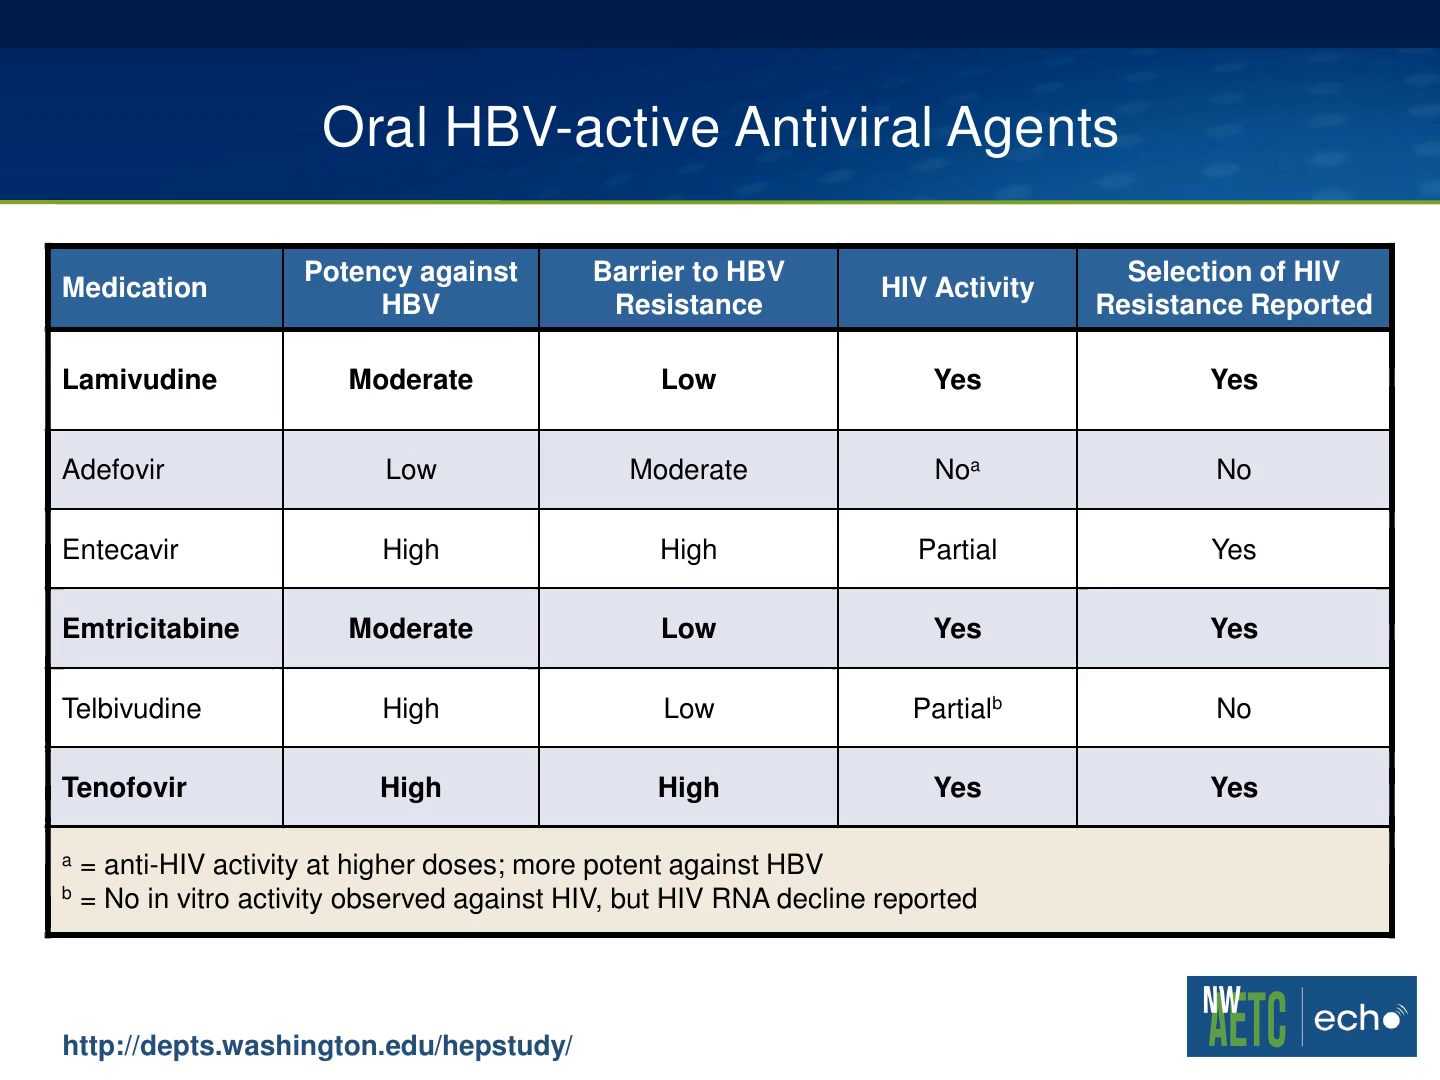 Oral HBV-active Antiviral Agents
Medication
Potency against
HBV
Barrier to HBV
Resistance
HIV Activity
Selection of HIV
Resistance Reported
Lamivudine Moderate Low Yes Yes
Adefovir Low Moderate Noᵃ No
Entecavir High High Partial Yes
Emtricitabine Moderate Low Yes Yes
Telbivudine High Low Partialᵇ No
Tenofovir High High Yes Yes
ᵃ = anti-HIV activity at higher doses; more potent against HBV
ᵇ = No in vitro activity observed against HIV, but HIV RNA decline reported
http://depts.washington.edu/hepstudy/
NW
AETC
echo